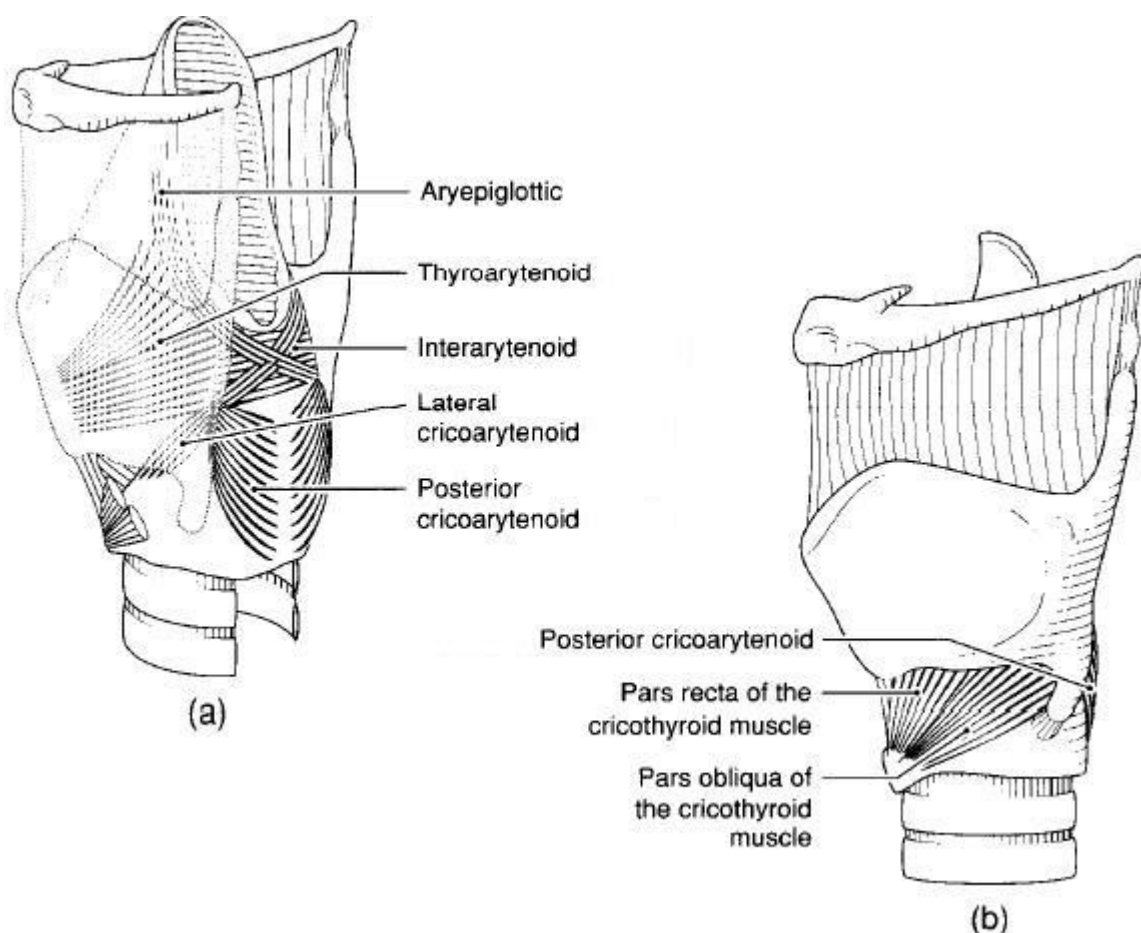 Aryepiglottic
Thyroarytenoid
Interarytenoid
Lateral
cricoarytenoid
Posterior
cricoarytenoid
(a)
Posterior cricoarytenoid
Pars recta of the
cricothyroid muscle
Pars obliqua of
the cricothyroid
muscle
(b)